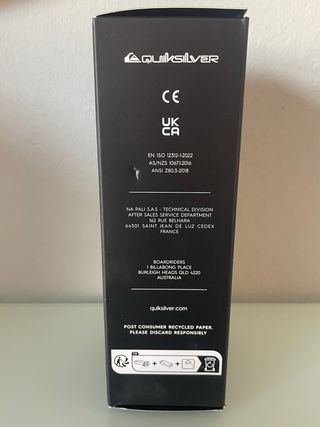 QUIKSILVER
CE
UK
CA
EN ISO 12312-1:2022
AS/NZS 1067.1:2016
ANSI Z80.3-2018
NA PALI S.A.S - TECHNICAL DIVISION
AFTER SALES SERVICE DEPARTMENT
162 RUE BELHARA
64501 SAINT JEAN DE LUZ CEDEX
FRANCE
BOARDRIDERS
1 BILLABONG PLACE
BURLEIGH HEADS QLD 4220
AUSTRALIA
quiksilver.com
POST CONSUMER RECYCLED PAPER.
PLEASE DISCARD RESPONSIBLY